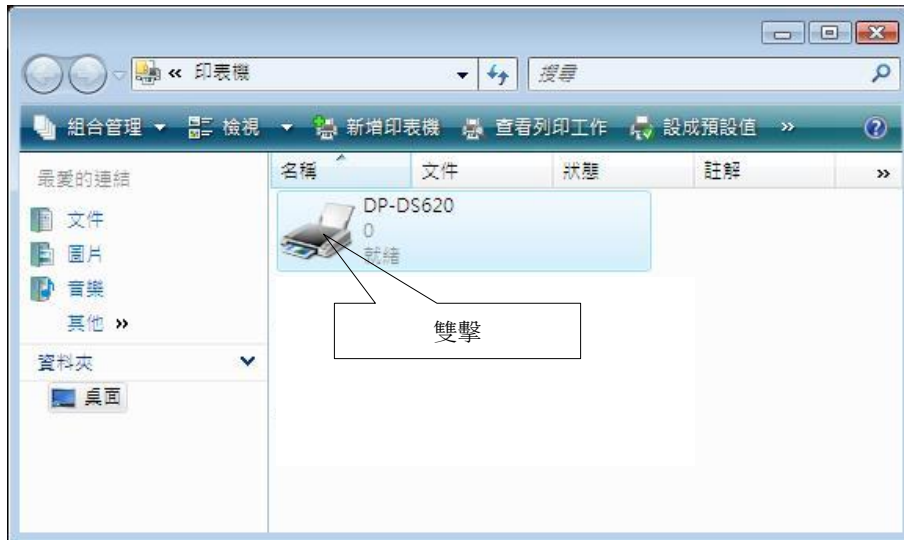 « 印表機
搜尋
組合管理 檢視 新增印表機 查看列印工作 設成預設值 »
最愛的連結
文件
圖片
音樂
其他 »
資料夾
桌面
名稱 文件 狀態 註解 »
DP-DS620
0
就緒
雙擊